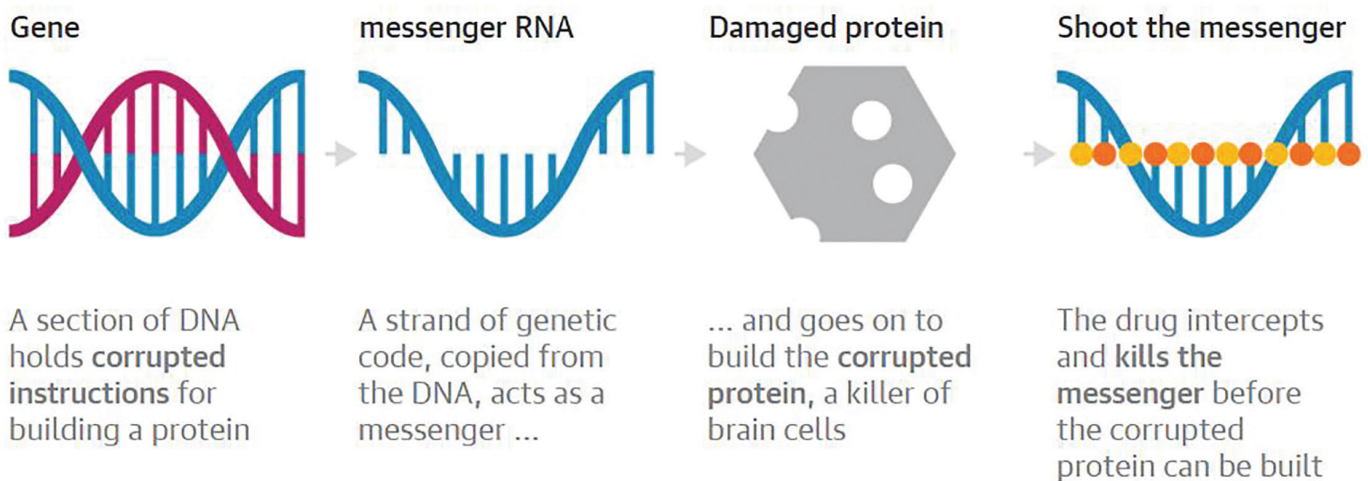 Gene
A section of DNA
holds corrupted
instructions for
building a protein
messenger RNA
A strand of genetic
code, copied from
the DNA, acts as a
messenger ...
Damaged protein
... and goes on to
build the corrupted
protein, a killer of
brain cells
Shoot the messenger
The drug intercepts
and kills the
messenger before
the corrupted
protein can be built